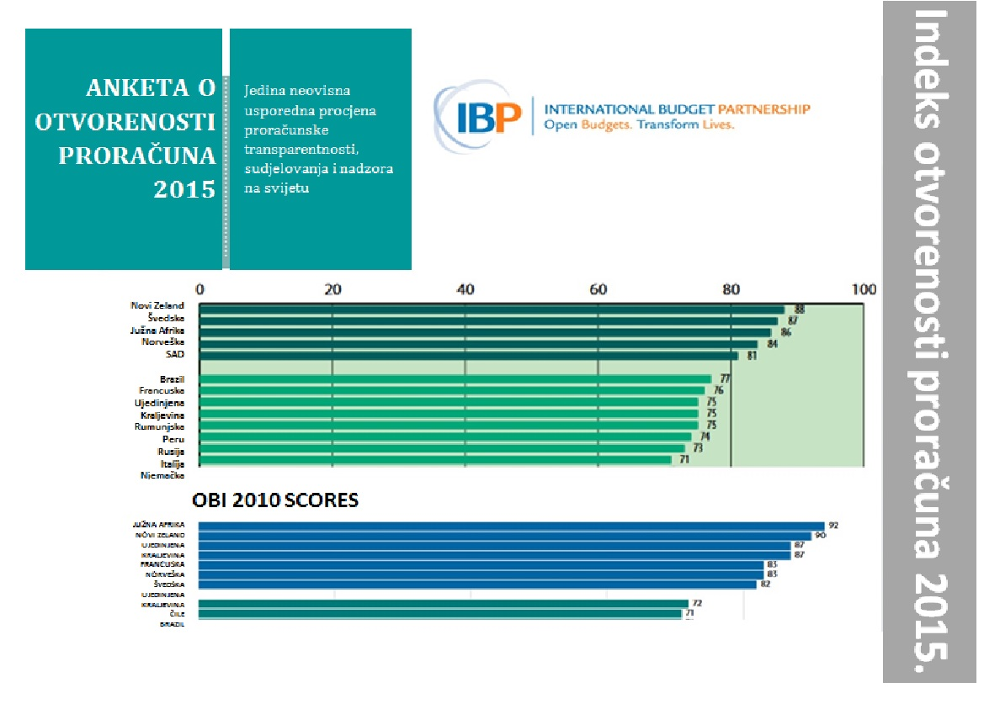 ANKETA O
OTVORENOSTI
PRORAČUNA
2015
Jedina neovisna
usporedna procjena
proračunske
transparentnosti,
sudjelovanja i nadzora
na svijetu
IBP
INTERNATIONAL BUDGET PARTNERSHIP
Open Budgets. Transform Lives.
Indeks otvorenosti proračuna 2015.
0 20 40 60 80 100
Novi Zeland 88
Švedska 87
Južna Afrika 86
Norveška 84
SAD 81
Brazil 77
Francuska 76
Ujedinjena 75
Kraljevina 75
Rumunjska 75
Peru 74
Rusija 73
Italija 71
Njemačka
OBI 2010 SCORES
JUŽNA AFRIKA 92
NOVI ZELAND 90
UJEDINJENA 87
KRALJEVINA 87
FRANCUSKA 85
NORVEŠKA 83
ŠVEDSKA 82
UJEDINJENA
KRALJEVINA 72
ČILE 71
BRAZIL